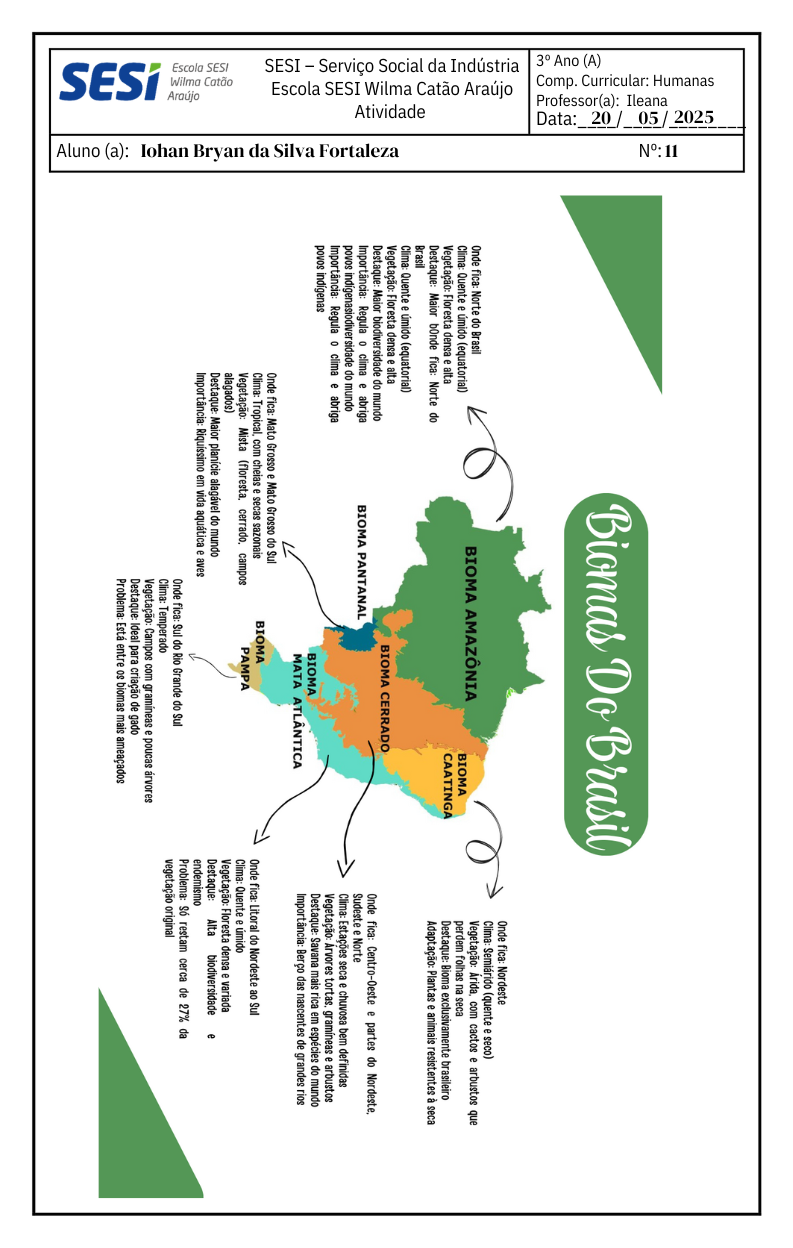 SESI
Escola SESI
Wilma Catão
Araújo
SESI – Serviço Social da Indústria
Escola SESI Wilma Catão Araújo
Atividade
3º Ano (A)
Comp. Curricular: Humanas
Professor(a): Ileana
Data:_ 20 / 05 / 2025
Aluno (a): Iohan Bryan da Silva Fortaleza
Nº: 11
Biomas Do Brasil
Onde fica: Norte do Brasil
Clima: Quente e úmido (equatorial)
Vegetação: Floresta densa e alta
Destaque: Maior bOnde fica: Norte do
Brasil
Clima: Quente e úmido (equatorial)
Vegetação: Floresta densa e alta
Destaque: Maior biodiversidade do mundo
Importância: Regula o clima e abriga
povos indígenasiodiversidade do mundo
Importância: Regula o clima e abriga
povos indígenas
Onde fica: Mato Grosso e Mato Grosso do Sul
Clima: Tropical, com cheias e secas sazonais
Vegetação: Mista (floresta, cerrado, campos
alagados)
Destaque: Maior planície alagável do mundo
Importância: Riquíssimo em vida aquática e aves
Onde fica: Sul do Rio Grande do Sul
Clima: Temperado
Vegetação: Campos com gramíneas e poucas árvores
Destaque: Ideal para criação de gado
Problema: Está entre os biomas mais ameaçados
BIOMA AMAZÔNIA
BIOMA PANTANAL
BIOMA CERRADO
BIOMA
CAATINGA
BIOMA
MATA ATLÂNTICA
BIOMA
PAMPA
Onde fica: Nordeste
Clima: Semiárido (quente e seco)
Vegetação: Árida, com cactos e arbustos que
perdem folhas na seca
Destaque: Bioma exclusivamente brasileiro
Adaptação: Plantas e animais resistentes à seca
Onde fica: Centro-Oeste e partes do Nordeste,
Sudeste e Norte
Clima: Estações seca e chuvosa bem definidas
Vegetação: Árvores tortas, gramíneas e arbustos
Destaque: Savana mais rica em espécies do mundo
Importância: Berço das nascentes de grandes rios
Onde fica: Litoral do Nordeste ao Sul
Clima: Quente e úmido
Vegetação: Floresta densa e variada
Destaque: Alta biodiversidade e
endemismo
Problema: Só restam cerca de 27% da
vegetação original